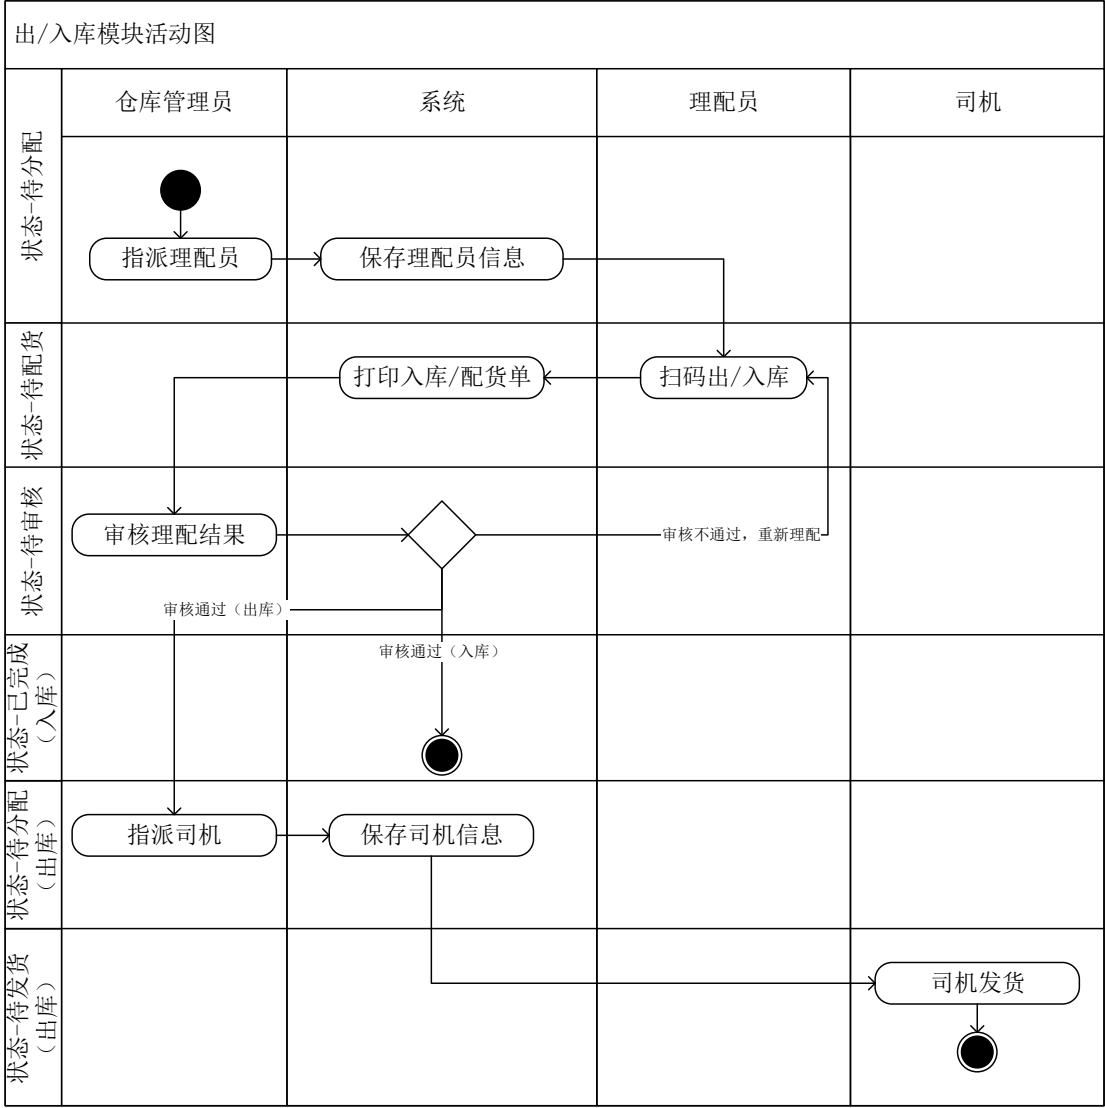 出/入库模块活动图
仓库管理员
系统
理配员
司机
状态-待分配
指派理配员
保存理配员信息
状态-待配货
打印入库/配货单
扫码出/入库
状态-待审核
审核理配结果
审核不通过，重新理配
审核通过（出库）
状态-已完成
（入库）
审核通过（入库）
状态-待分配
（出库）
指派司机
保存司机信息
状态-待发货
（出库）
司机发货